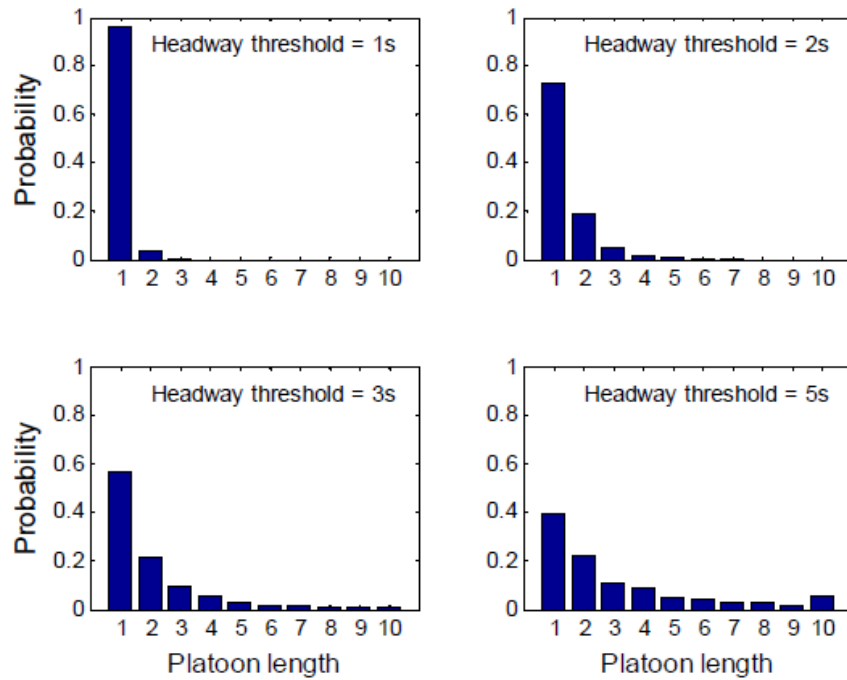 Headway threshold = 1s
Probability
1
0.8
0.6
0.4
0.2
0
1 2 3 4 5 6 7 8 9 10
Headway threshold = 2s
1
0.8
0.6
0.4
0.2
0
1 2 3 4 5 6 7 8 9 10
Headway threshold = 3s
Probability
1
0.8
0.6
0.4
0.2
0
1 2 3 4 5 6 7 8 9 10
Platoon length
Headway threshold = 5s
1
0.8
0.6
0.4
0.2
0
1 2 3 4 5 6 7 8 9 10
Platoon length